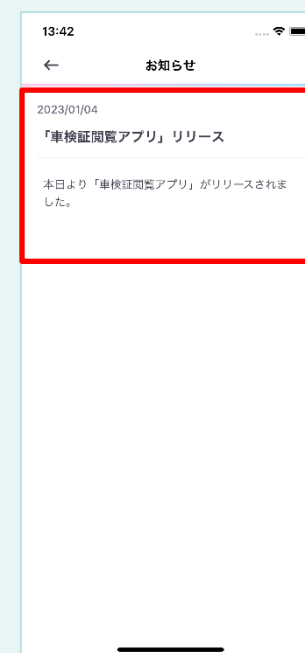 13:42
お知らせ
2023/01/04
「車検証閲覧アプリ」リリース
本日より「車検証閲覧アプリ」がリリースされま
した。